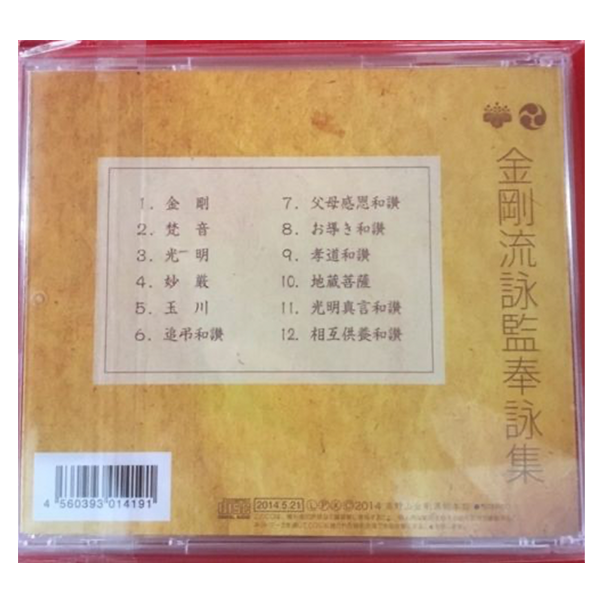 金剛流詠監奉詠集
1. 金 剛
2. 梵 音
3. 光 明
4. 妙 厳
5. 玉 川
6. 追弔和讃
7. 父母感恩和讃
8. お導き和讃
9. 孝道和讃
10. 地蔵菩薩
11. 光明真言和讃
12. 相互供養和讃
4 560393 014191
2014.5.21
2014